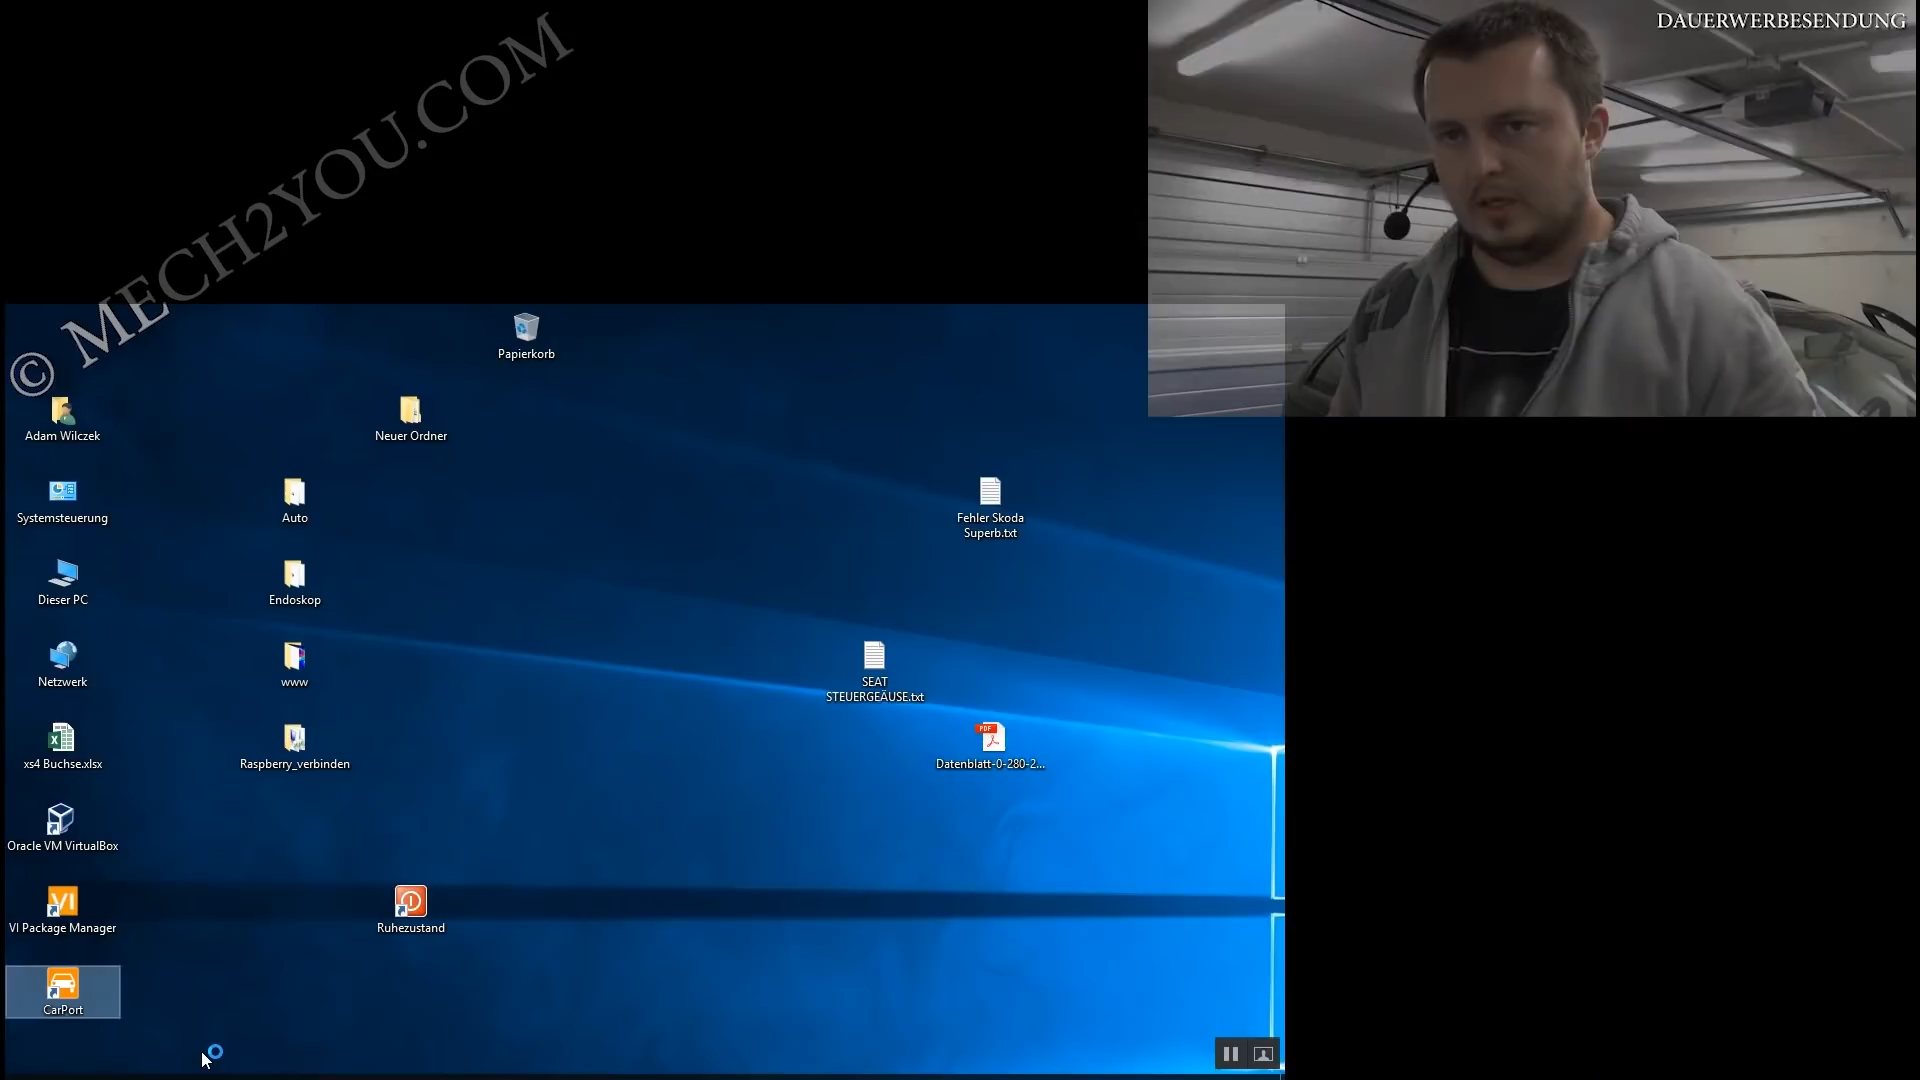 DAUERWERBESENDUNG
© MECH2YOU.COM
Papierkorb
Adam Wilczek
Neuer Ordner
Systemsteuerung
Auto
Fehler Skoda
Superb.txt
Dieser PC
Endoskop
Netzwerk
www
SEAT
STEUERGEÄUSE.txt
xs4 Buchse.xlsx
Raspberry_verbinden
PDF
Datenblatt-0-280-2...
Oracle VM VirtualBox
VI
VI Package Manager
Ruhezustand
CarPort